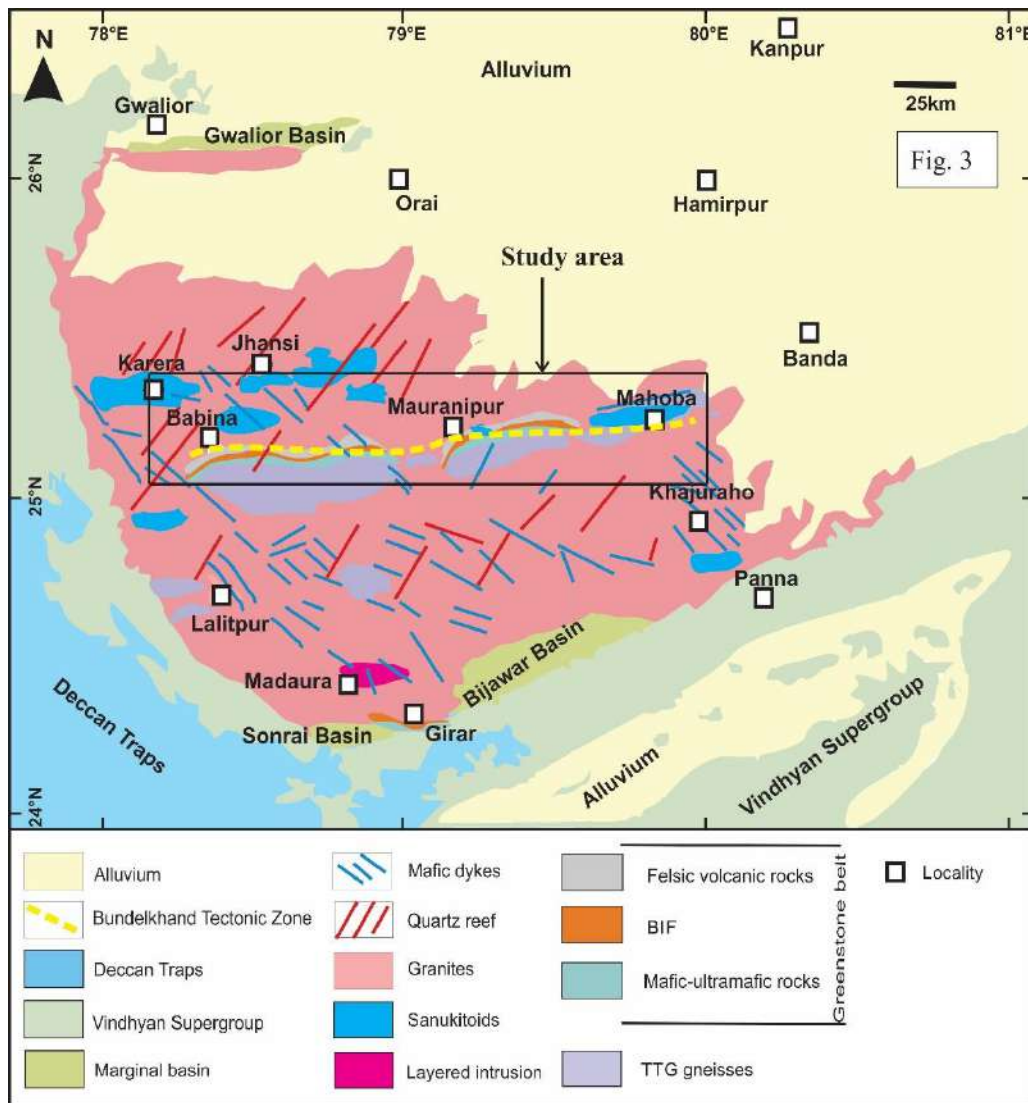 78°E
79°E
80°E
81°E
N
Kanpur
Alluvium
25km
Gwalior
Gwalior Basin
Fig. 3
26°N
Orai
Hamirpur
Study area
Banda
Jhansi
Karera
Mauranipur
Mahoba
Babina
25°N
Khajuraho
Panna
Lalitpur
Madaura
Bijawar Basin
Sonrai Basin
Girar
Deccan Traps
Alluvium
Vindhyan Supergroup
24°N
Alluvium
Bundelkhand Tectonic Zone
Deccan Traps
Vindhyan Supergroup
Marginal basin
Mafic dykes
Quartz reef
Granites
Sanukitoids
Layered intrusion
Felsic volcanic rocks
BIF
Mafic-ultramafic rocks
TTG gneisses
Greenstone belt
Locality